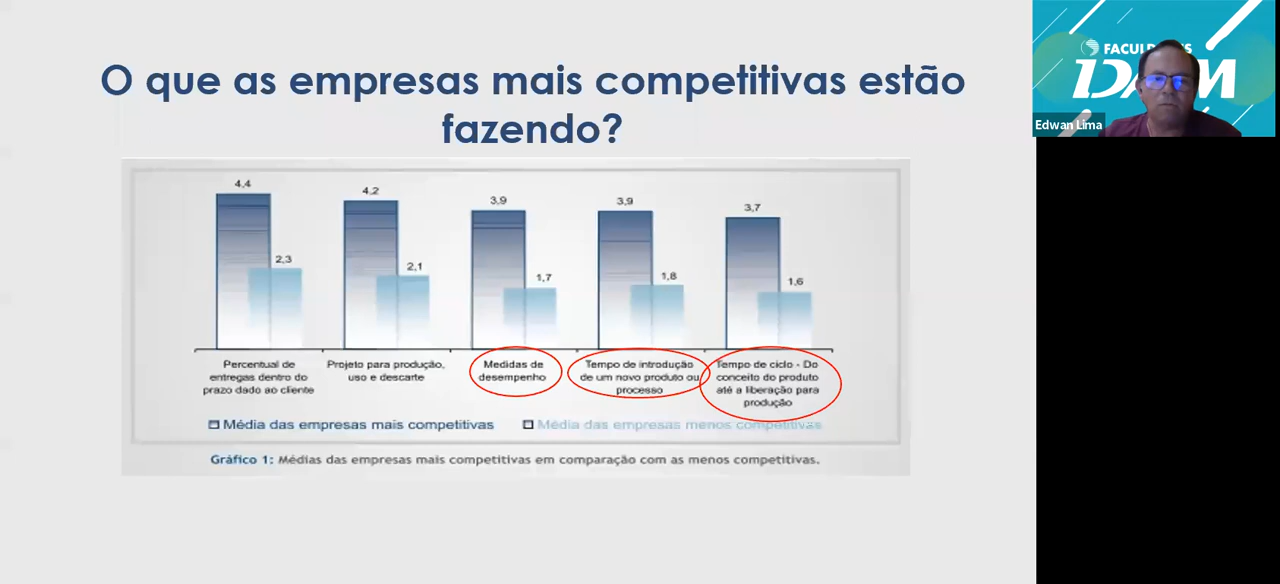 O que as empresas mais competitivas estão
fazendo?
4,4
2,3
4,2
2,1
3,9
1,7
3,9
1,8
3,7
1,6
Percentual de
entregas dentro do
prazo dado ao cliente
Projeto para produção,
uso e descarte
Medidas de
desempenho
Tempo de introdução
de um novo produto ou
processo
Tempo de ciclo - Do
conceito do produto
até a liberação para
produção
Média das empresas mais competitivas
Média das empresas menos competitivas
Gráfico 1: Médias das empresas mais competitivas em comparação com as menos competitivas.
Edwan Lima